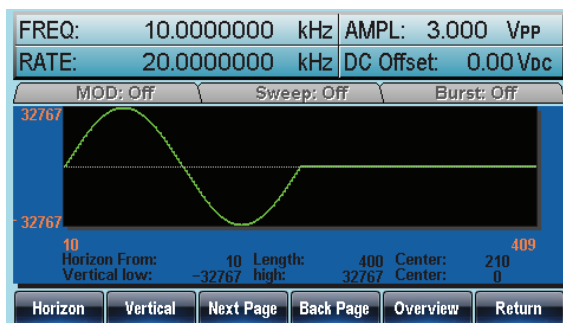 FREQ: 10.0000000 kHz AMPL: 3.000 VPP
RATE: 20.0000000 kHz DC Offset: 0.00 VDC
MOD: Off Sweep: Off Burst: Off
32767
- 32767
10 409
Horizon From: 10 Length: 400 Center: 210
Vertical low: -32767 high: 32767 Center: 0
Horizon Vertical Next Page Back Page Overview Return